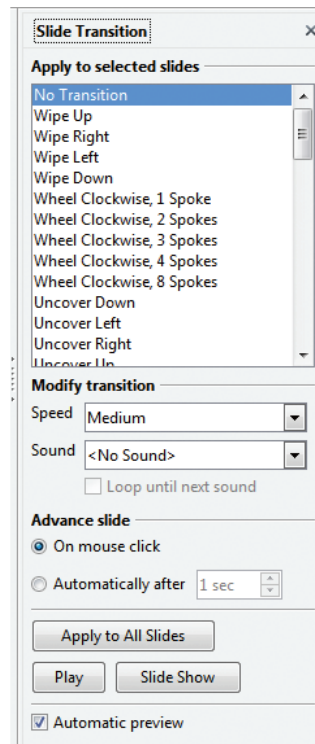 Slide Transition
Apply to selected slides
No Transition
Wipe Up
Wipe Right
Wipe Left
Wipe Down
Wheel Clockwise, 1 Spoke
Wheel Clockwise, 2 Spokes
Wheel Clockwise, 3 Spokes
Wheel Clockwise, 4 Spokes
Wheel Clockwise, 8 Spokes
Uncover Down
Uncover Left
Uncover Right
Uncover Up
Modify transition
Speed Medium
Sound <No Sound>
Loop until next sound
Advance slide
On mouse click
Automatically after 1 sec
Apply to All Slides
Play Slide Show
Automatic preview